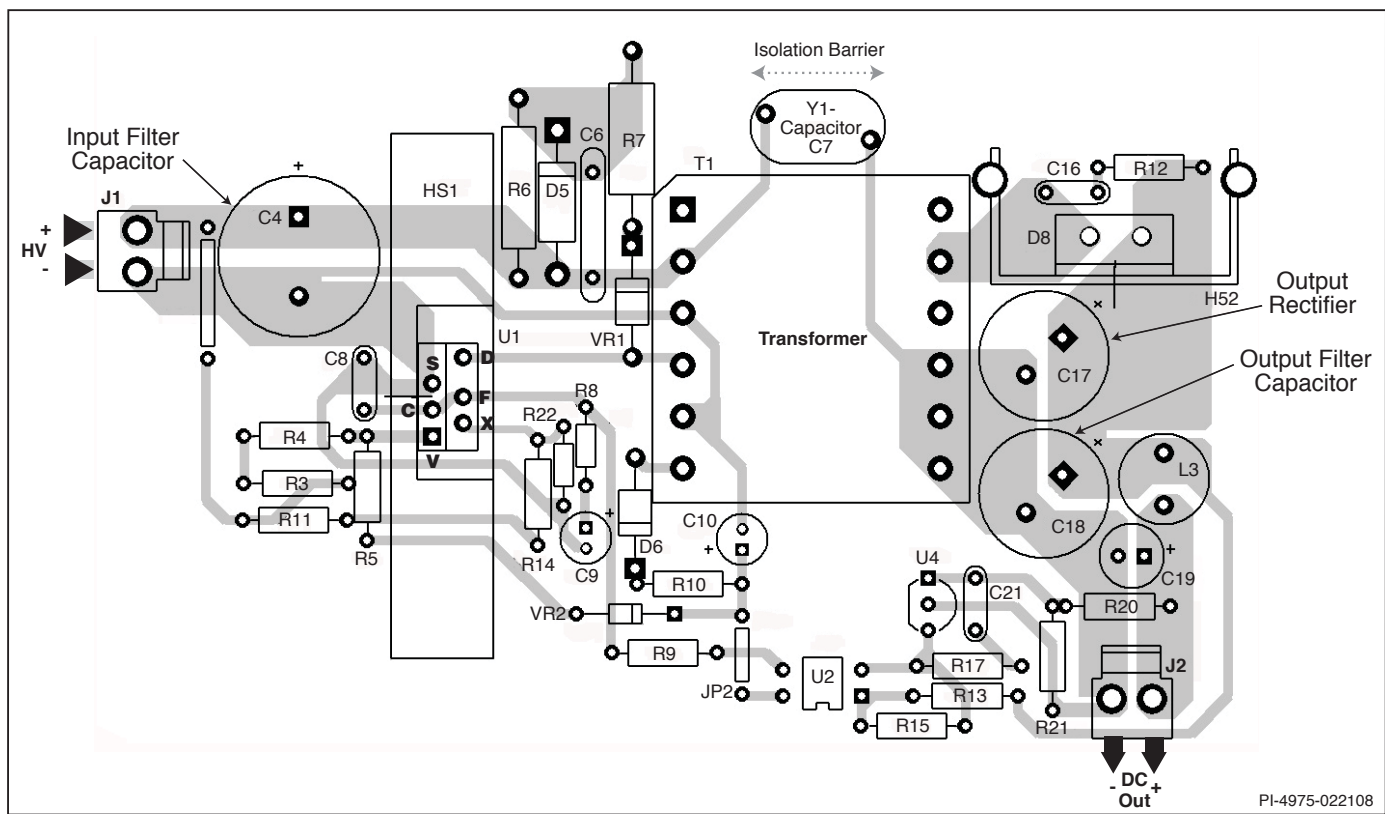 Isolation Barrier
Y1-
Capacitor
C7
Input Filter
Capacitor
+
C4
J1
+
HV
-
HS1
R6
D5
C6
R7
T1
C16
R12
D8
H52
Output
Rectifier
VR1
Transformer
U1
C8
S
D
C
F
X
V
C17
Output Filter
Capacitor
R8
R22
R4
R3
R11
R5
R14
+
C9
D6
C10
+
C18
L3
+
C19
R10
VR2
U4
C21
R20
R9
JP2
U2
R17
R13
R15
R21
J2
- DC +
Out
PI-4975-022108